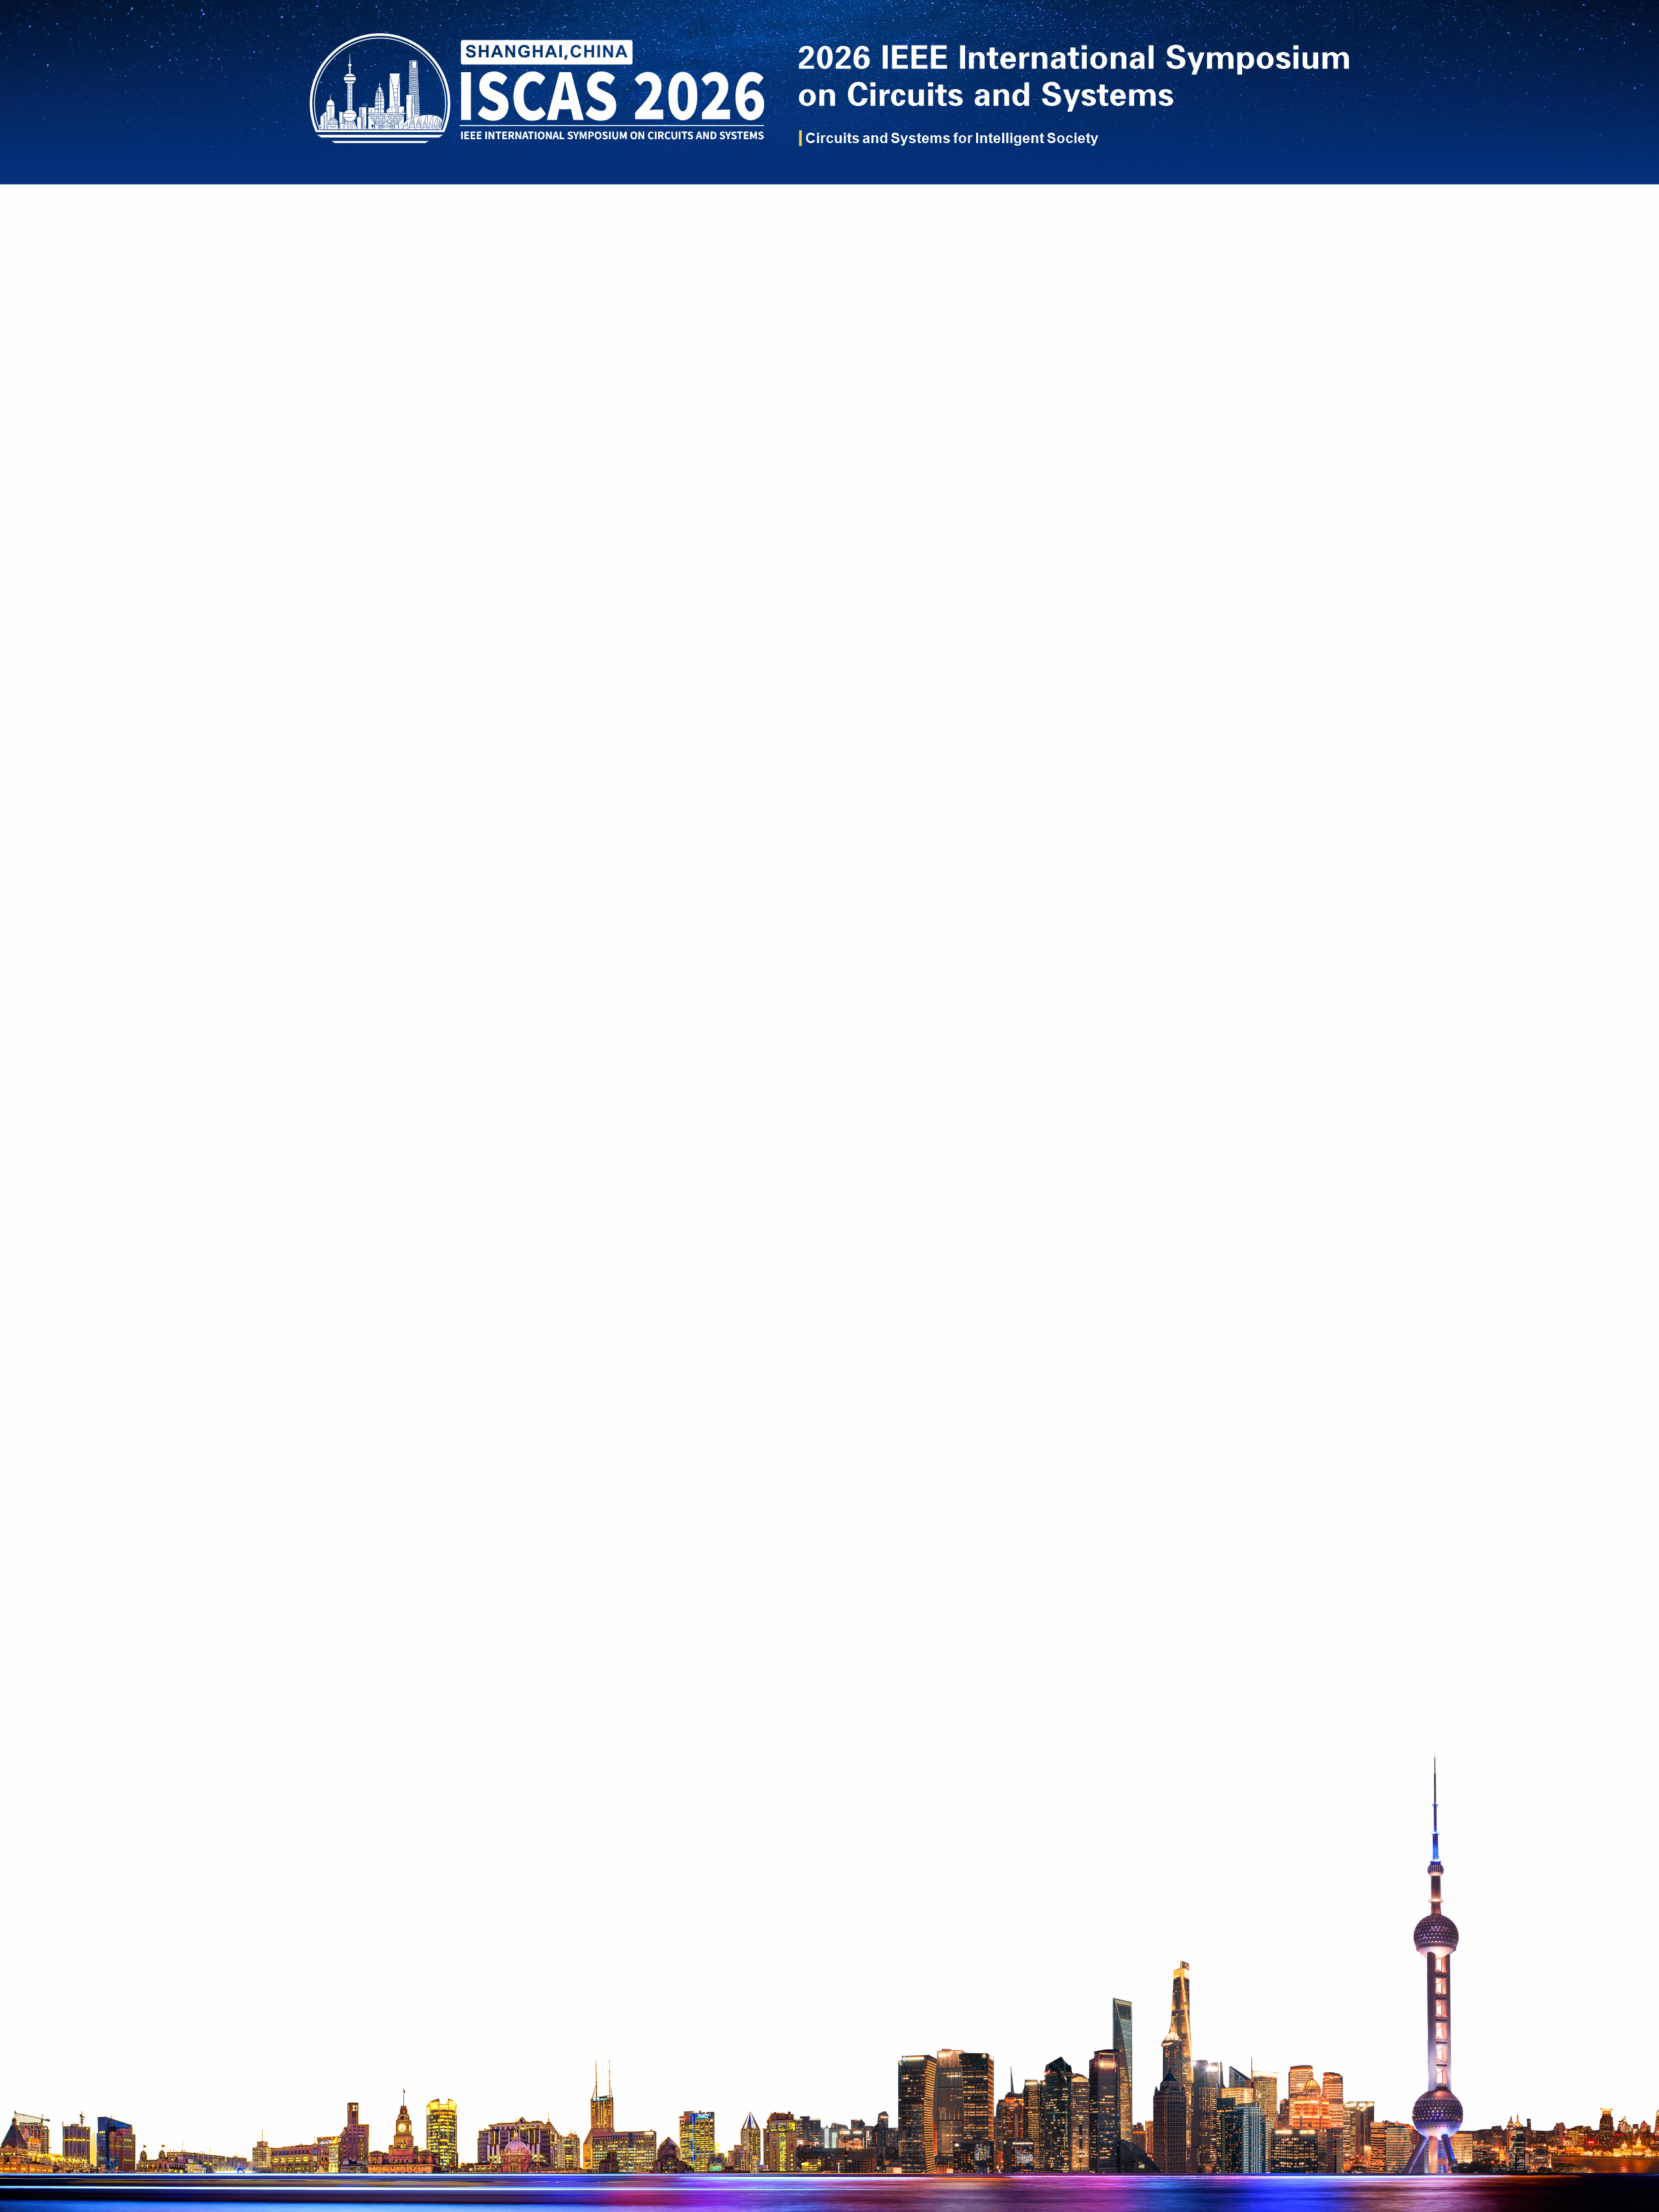 SHANGHAI,CHINA
ISCAS 2026
IEEE INTERNATIONAL SYMPOSIUM ON CIRCUITS AND SYSTEMS
2026 IEEE International Symposium
on Circuits and Systems
Circuits and Systems for Intelligent Society